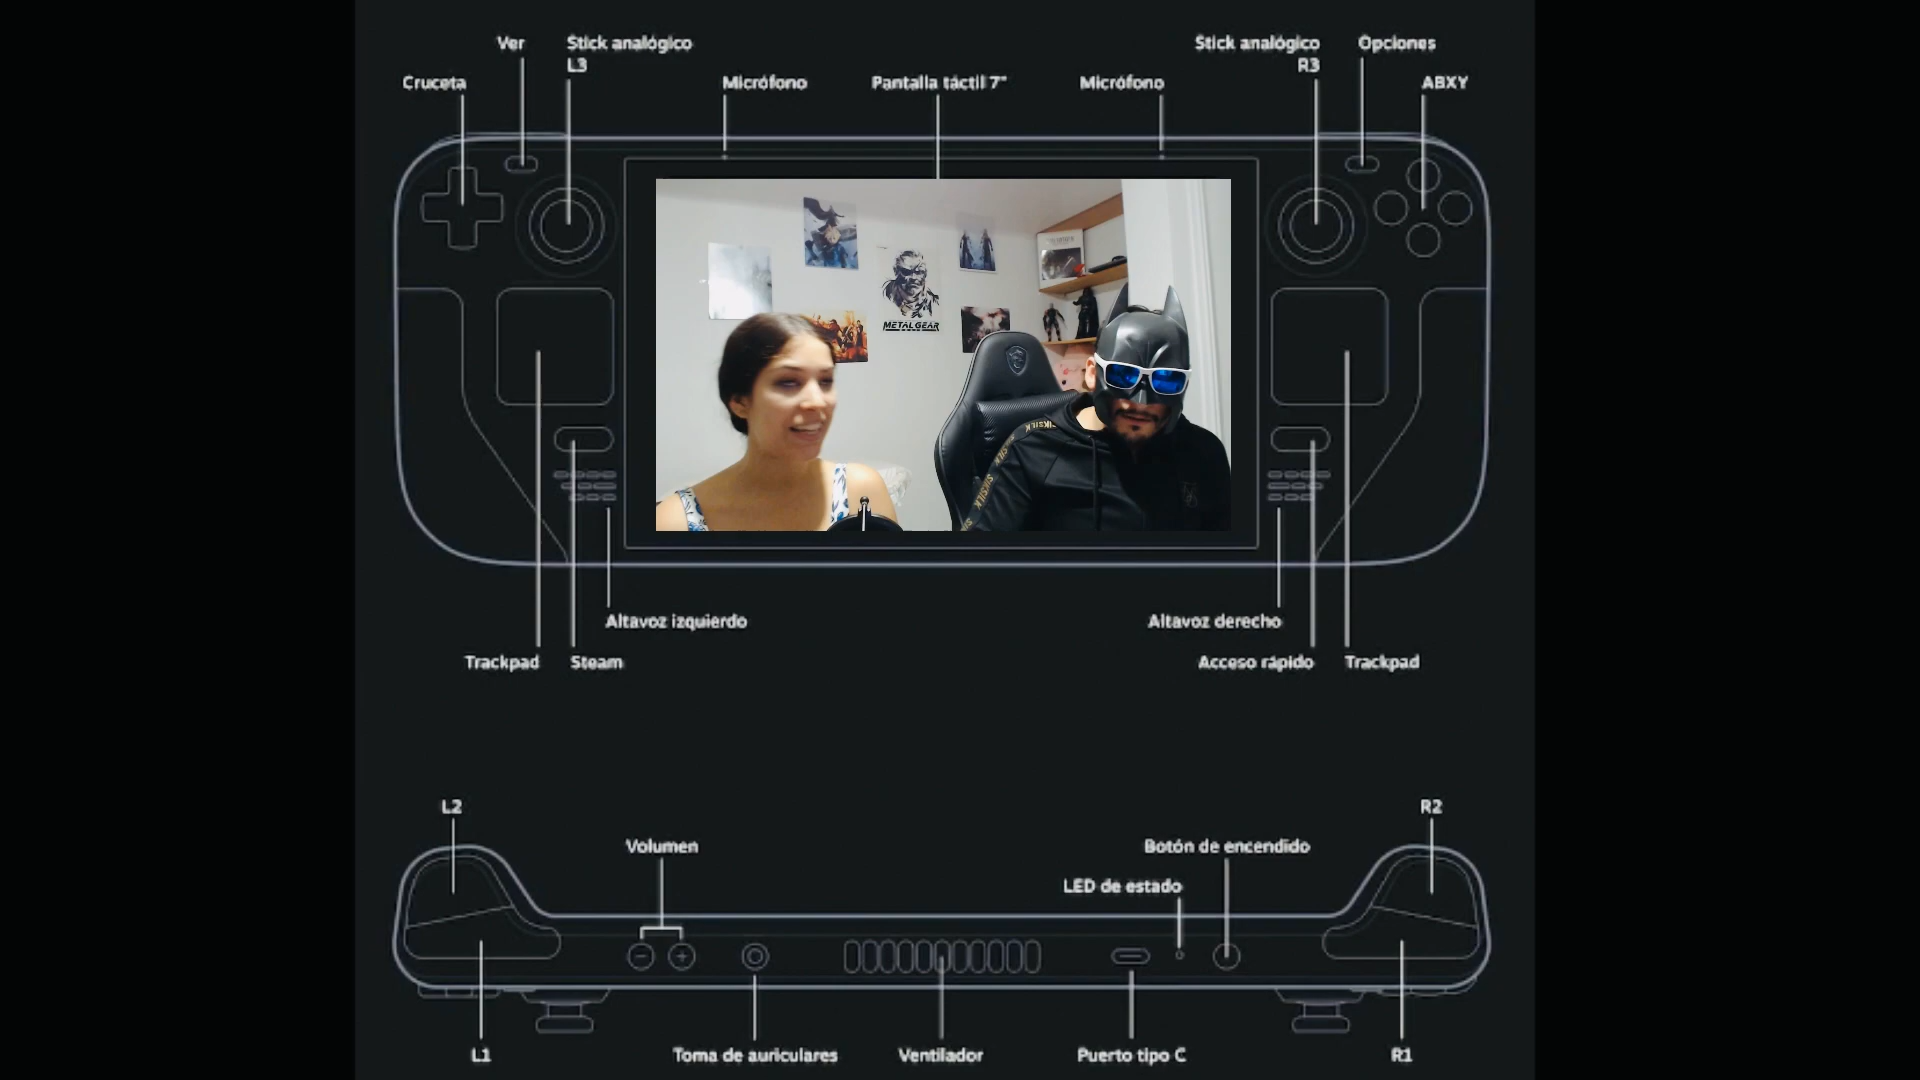 Ver
Stick analógico
L3
Stick analógico
R3
Opciones
Cruceta
Micrófono
Pantalla táctil 7"
Micrófono
ABXY
METAL GEAR
SIKSILK
SIKSILK
Altavoz izquierdo
Altavoz derecho
Trackpad
Steam
Acceso rápido
Trackpad
L2
R2
Volumen
Botón de encendido
LED de estado
L1
Toma de auriculares
Ventilador
Puerto tipo C
R1